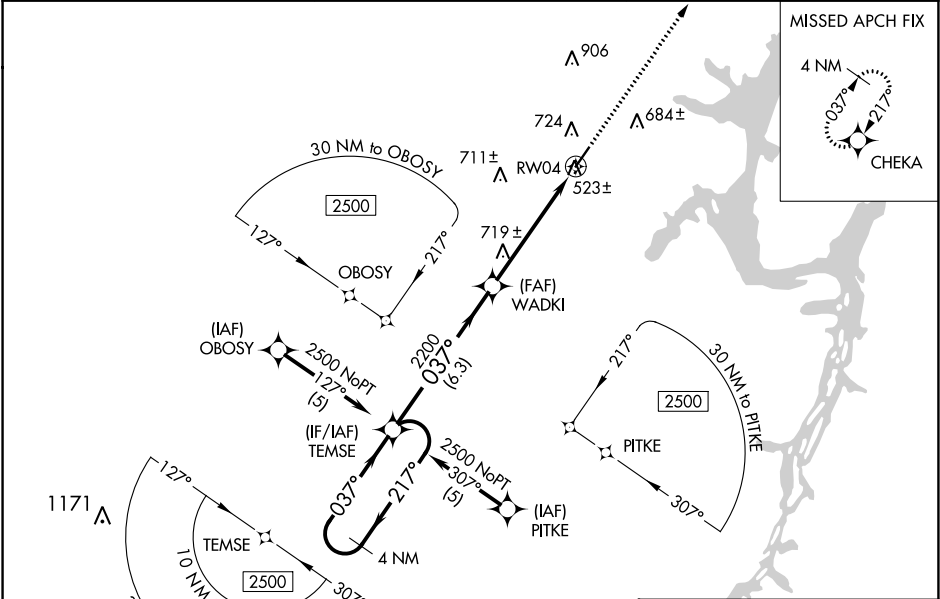 MISSED APCH FIX
4 NM
037°
217°
CHEKA
906
724
684±
711±
RW04
523±
719±
30 NM to OBOSY
2500
127°
217°
OBOSY
(FAF)
WADKI
(IAF)
OBOSY
2500 NoPT
127°
(5)
2200
037°
(6.3)
(IF/IAF)
TEMSE
037°
217°
4 NM
2500 NoPT
307°
(5)
(IAF)
PITKE
217°
30 NM to PITKE
2500
PITKE
307°
1171
127°
TEMSE
10 NM
2500
307°